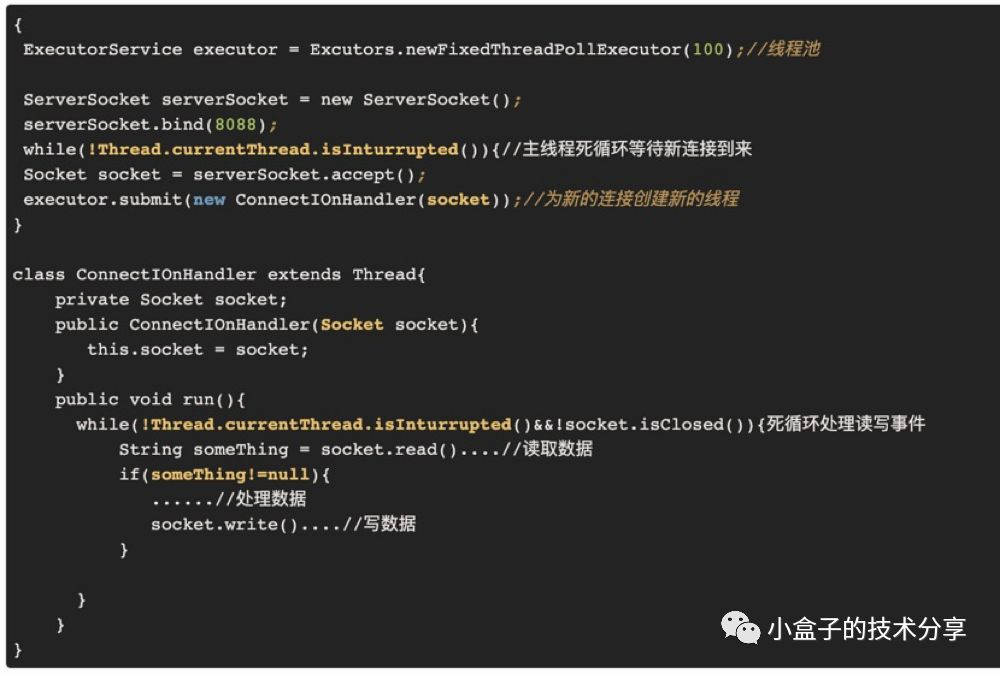 {
ExecutorService executor = Excutors.newFixedThreadPollExecutor(100);//线程池
ServerSocket serverSocket = new ServerSocket();
serverSocket.bind(8088);
while(!Thread.currentThread.isInturrupted()){//主线程死循环等待新连接到来
Socket socket = serverSocket.accept();
executor.submit(new ConnectIOnHandler(socket));//为新的连接创建新的线程
}
class ConnectIOnHandler extends Thread{
private Socket socket;
public ConnectIOnHandler(Socket socket){
this.socket = socket;
}
public void run(){
while(!Thread.currentThread.isInturrupted()&&!socket.isClosed()){死循环处理读写事件
String someThing = socket.read()....//读取数据
if(someThing!=null){
......//处理数据
socket.write()....//写数据
}
}
}
}
小盒子的技术分享